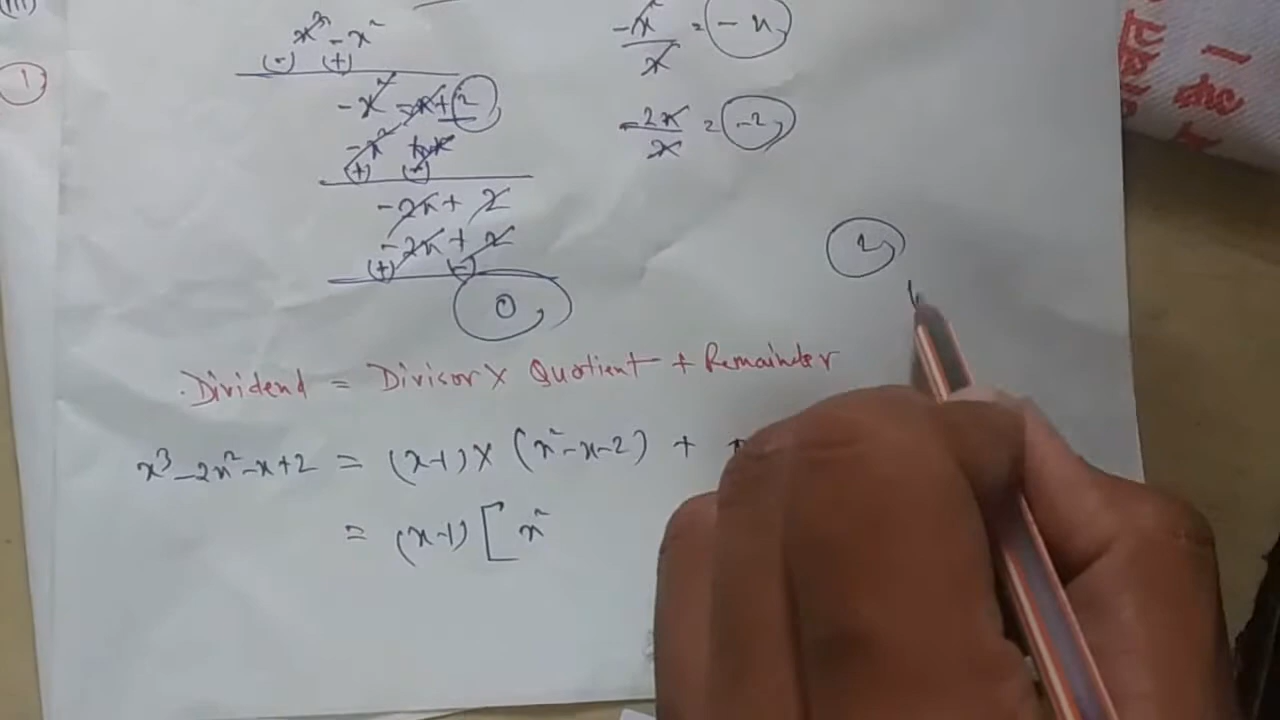 x³ - x²
-x²/x = -x
(-) (+)
-x² - x + 2
-2x/x = -2
-x² + x
(+) (-)
-2x + 2
-2x + 2
(+) (-)
2
0
Dividend = Divisor × Quotient + Remainder
x³ - 2x² - x + 2 = (x-1) × (x² - x - 2) +
= (x-1) [ x²